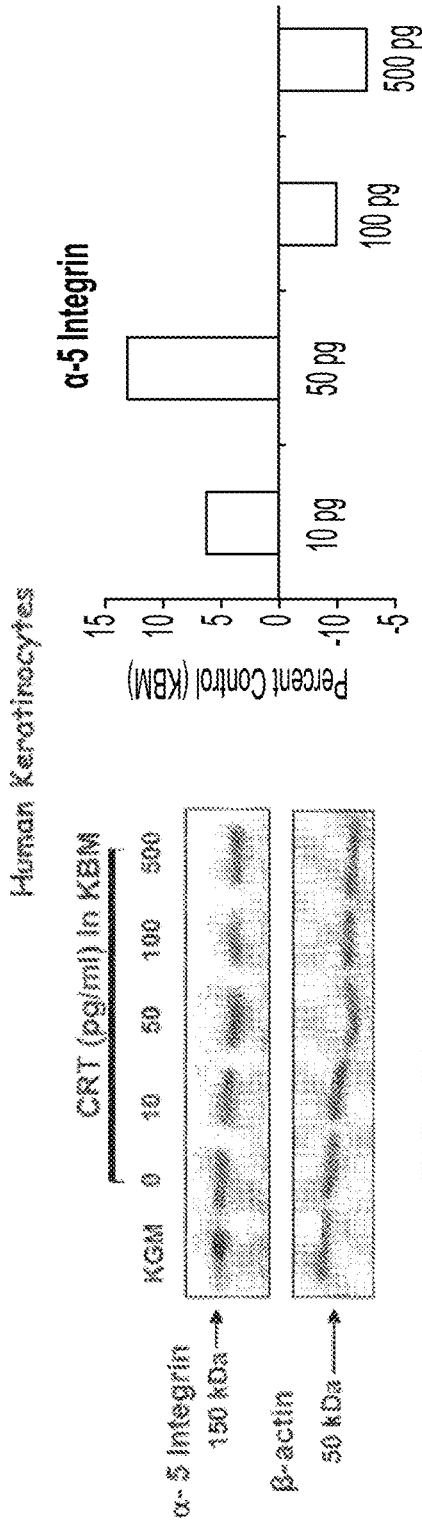 Human Keratinocytes
CRT (pg/ml) in KBM
KGM 0 10 50 100 500
α- 5 Integrin
150 kDa
β-actin
50 kDa
α-5 Integrin
Percent Control (KBM)
15
10
5
0
-10
-5
10 pg
50 pg
100 pg
500 pg